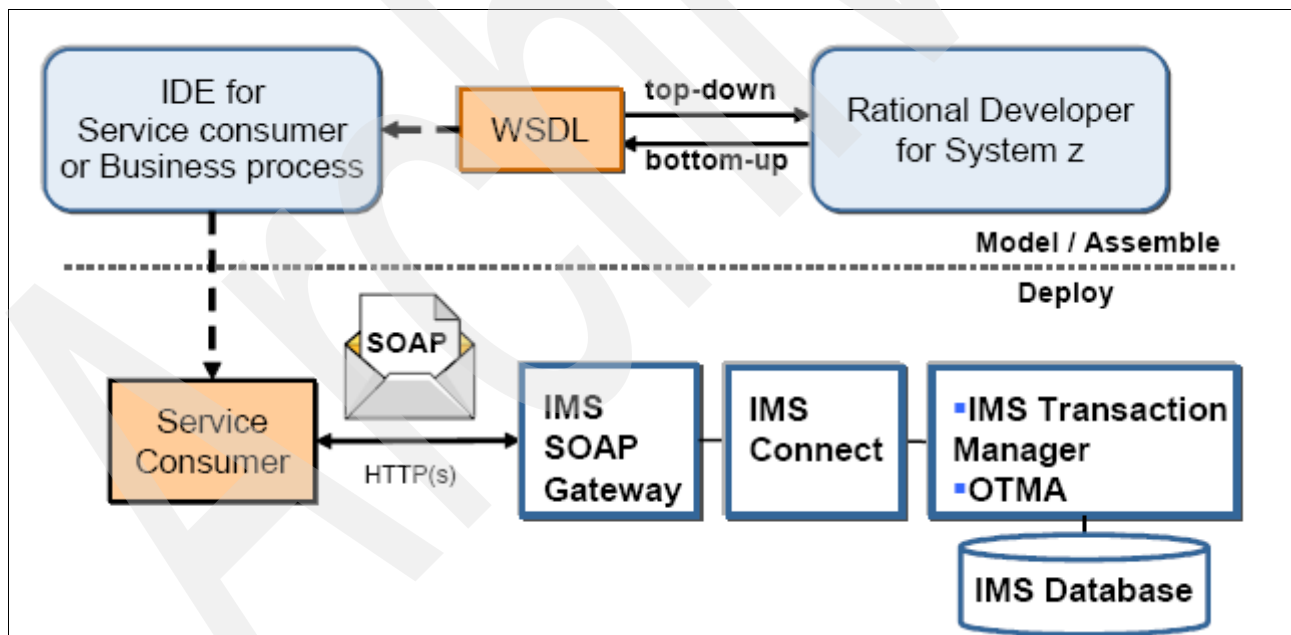 IDE for
Service consumer
or Business process
WSDL
top-down
bottom-up
Rational Developer
for System z
Model / Assemble
Deploy
SOAP
Service
Consumer
HTTP(s)
IMS
SOAP
Gateway
IMS
Connect
▪IMS Transaction
Manager
▪OTMA
IMS Database